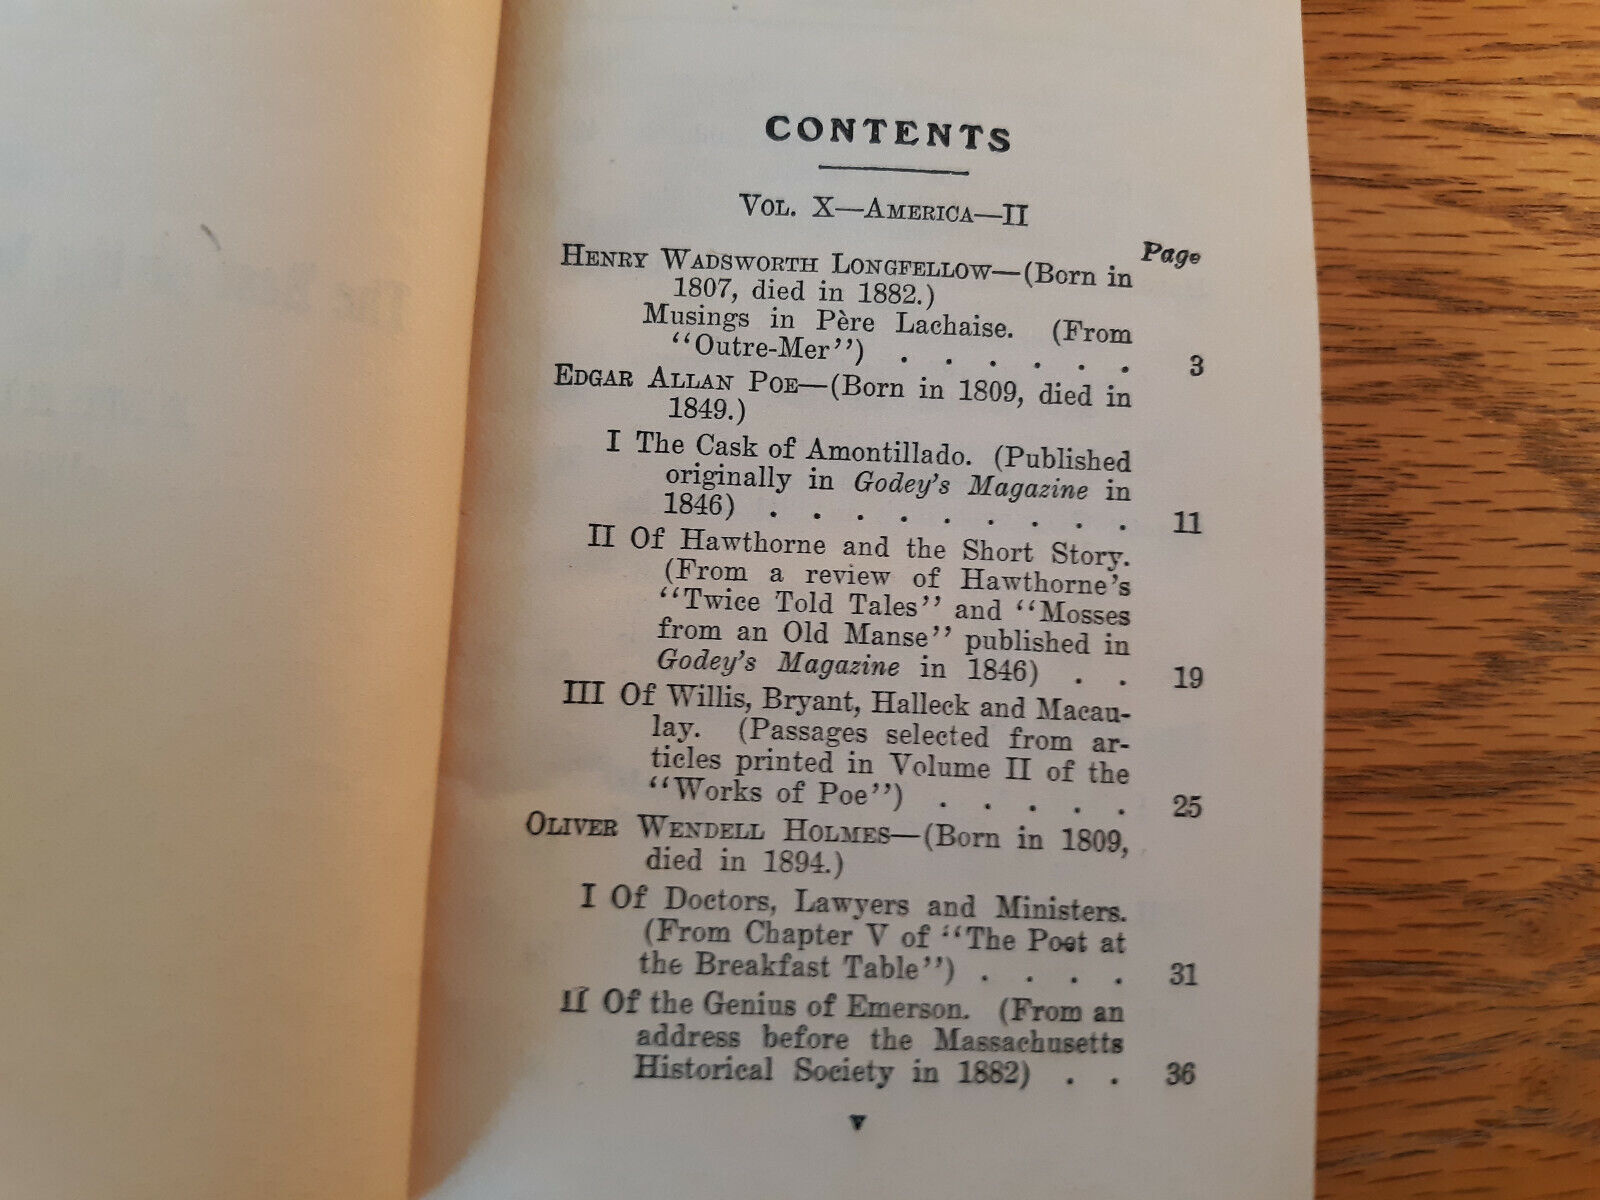 CONTENTS
VOL. X—AMERICA—II
Page
HENRY WADSWORTH LONGFELLOW—(Born in
1807, died in 1882.)
Musings in Père Lachaise. (From
“Outre-Mer”) . . . . . . 3
EDGAR ALLAN POE—(Born in 1809, died in
1849.)
I The Cask of Amontillado. (Published
originally in Godey’s Magazine in
1846) . . . . . . . . . 11
II Of Hawthorne and the Short Story.
(From a review of Hawthorne’s
“Twice Told Tales” and “Mosses
from an Old Manse” published in
Godey’s Magazine in 1846) . . 19
III Of Willis, Bryant, Halleck and Macau-
lay. (Passages selected from ar-
ticles printed in Volume II of the
“Works of Poe”) . . . . . 25
OLIVER WENDELL HOLMES—(Born in 1809,
died in 1894.)
I Of Doctors, Lawyers and Ministers.
(From Chapter V of “The Poet at
the Breakfast Table”) . . . . 31
II Of the Genius of Emerson. (From an
address before the Massachusetts
Historical Society in 1882) . . 36
v